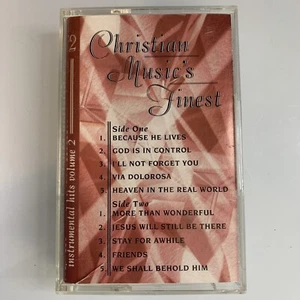 2
instrumental hits volume 2
Christian
Music's
Finest
Side One
1. BECAUSE HE LIVES
2. GOD IS IN CONTROL
3. I'LL NOT FORGET YOU
4. VIA DOLOROSA
5. HEAVEN IN THE REAL WORLD
Side Two
1. MORE THAN WONDERFUL
2. JESUS WILL STILL BE THERE
3. STAY FOR AWHILE
4. FRIENDS
5. WE SHALL BEHOLD HIM